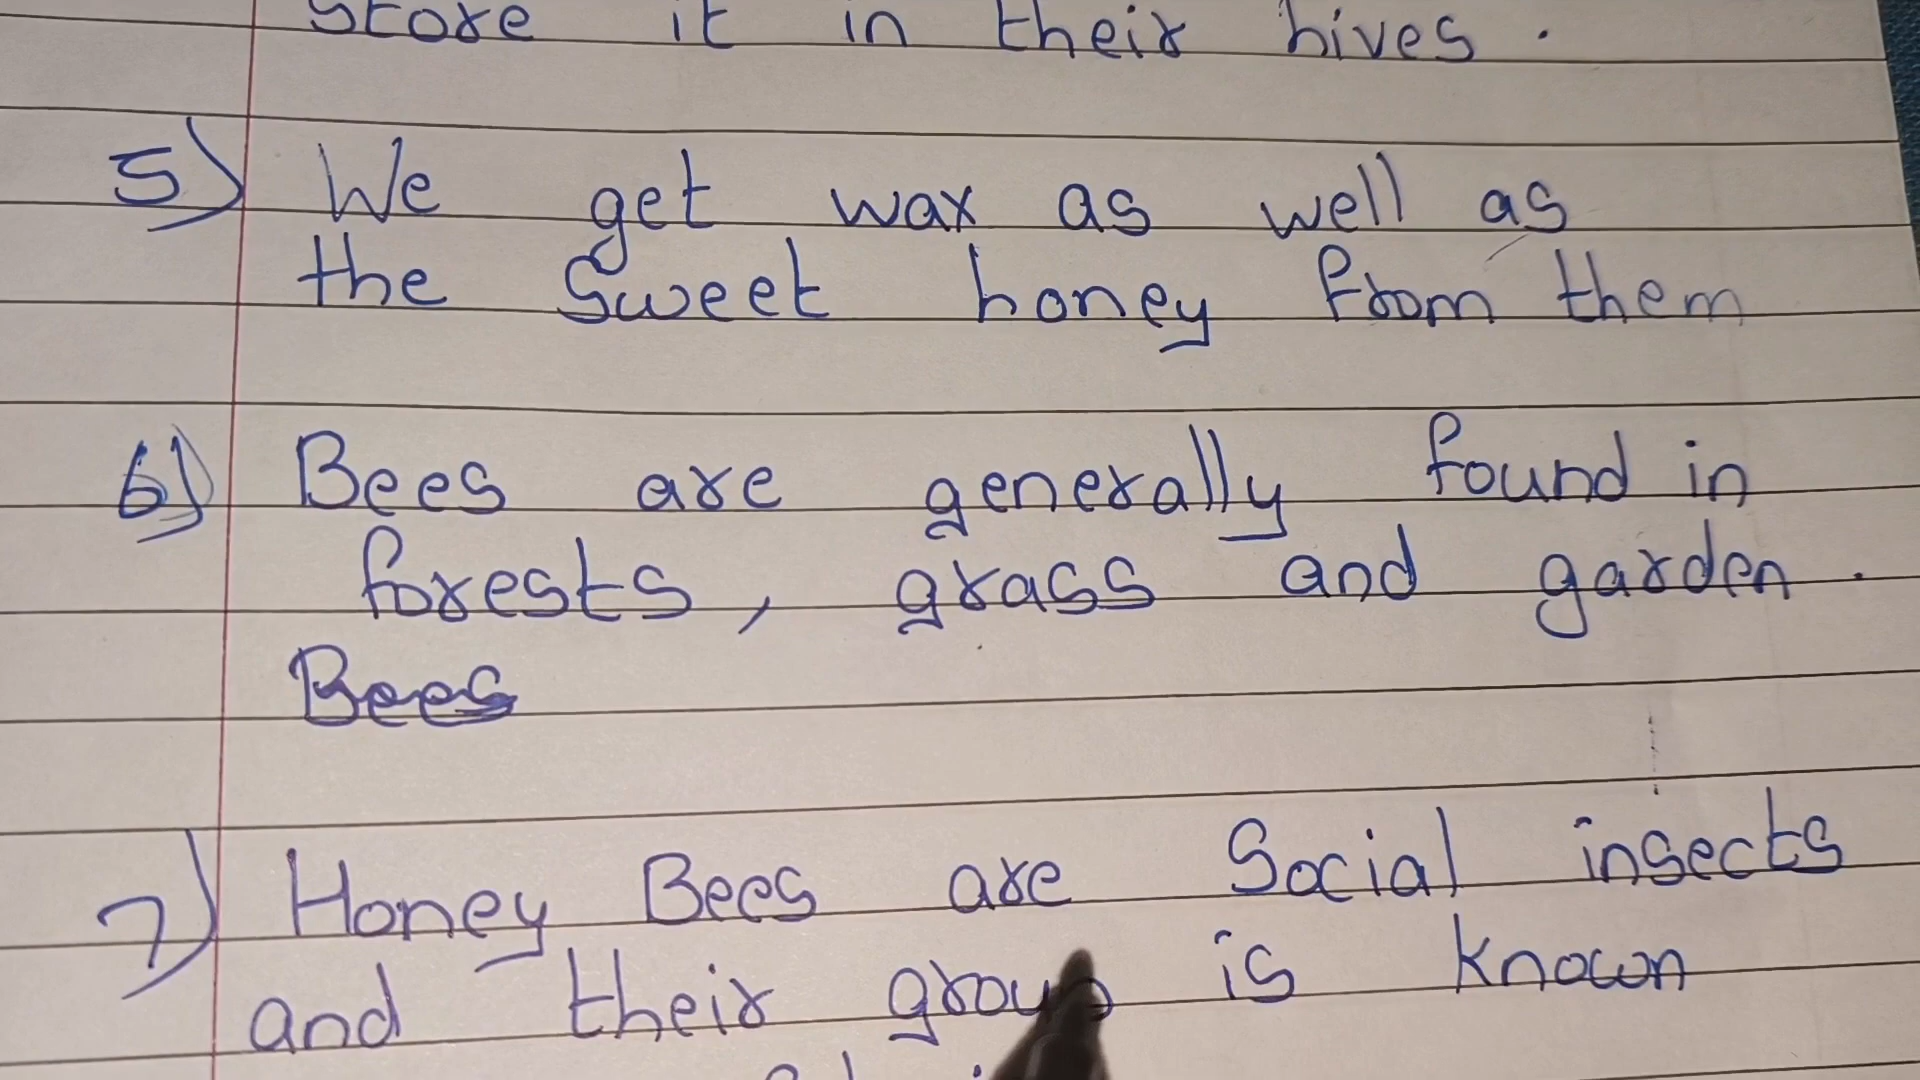 store it in their hives .
5) We get wax as well as
the Sweet honey from them
6) Bees are generally found in
forests, grass and garden .
Bees
7) Honey Bees are Social insects
and their group is known